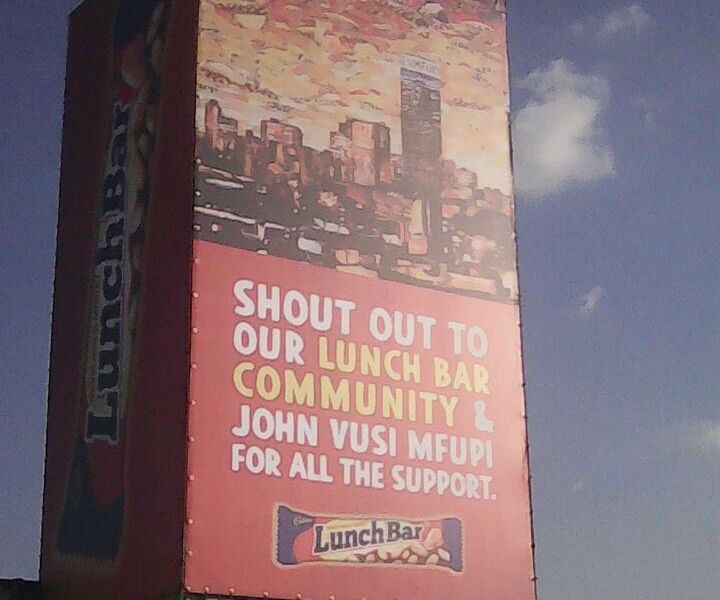 LunchBar
SHOUT OUT TO
OUR LUNCH BAR
COMMUNITY &
JOHN VUSI MFUPI
FOR ALL THE SUPPORT.
LunchBar